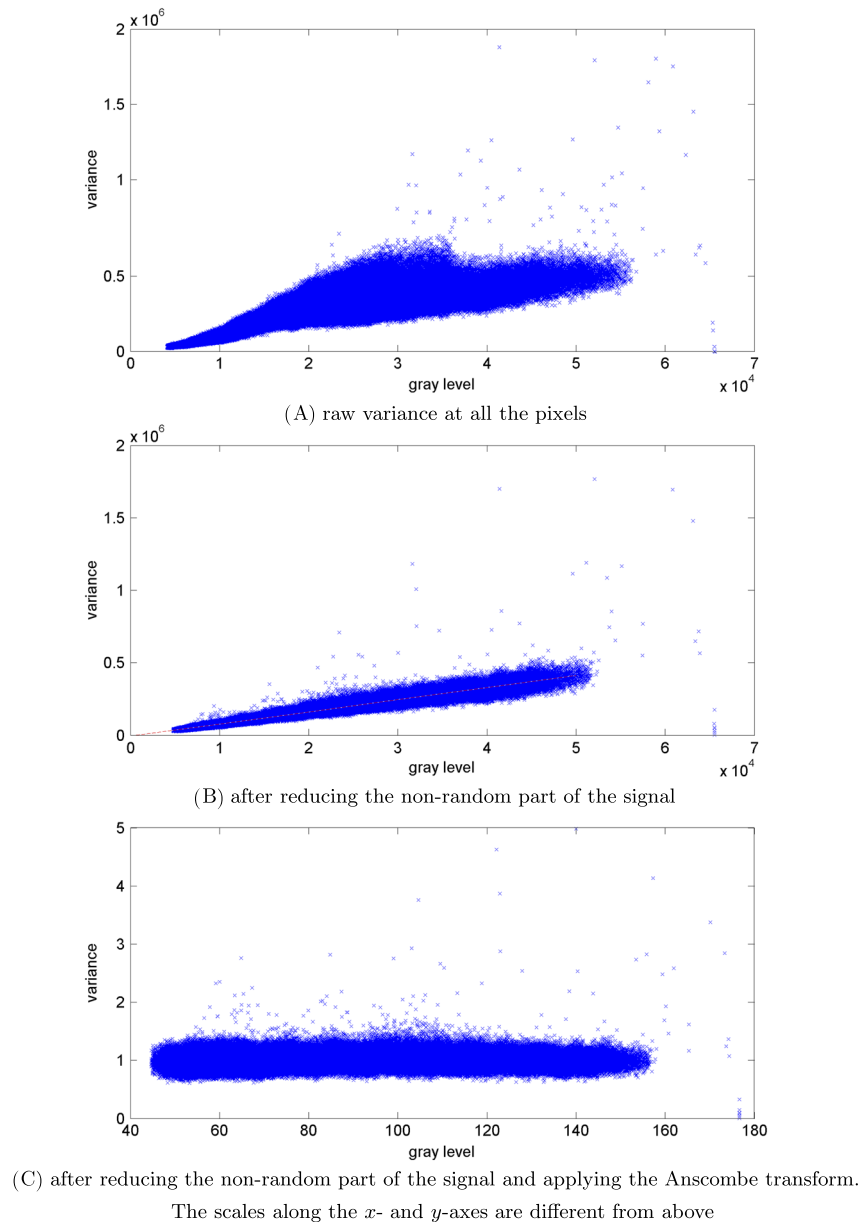 x 10^6
2
1.5
1
0.5
0
variance
0 1 2 3 4 5 6 7
gray level
x 10^4
(A) raw variance at all the pixels
x 10^6
2
1.5
1
0.5
0
variance
0 1 2 3 4 5 6 7
gray level
x 10^4
(B) after reducing the non-random part of the signal
5
4
3
2
1
0
variance
40 60 80 100 120 140 160 180
gray level
(C) after reducing the non-random part of the signal and applying the Anscombe transform.
The scales along the x- and y-axes are different from above